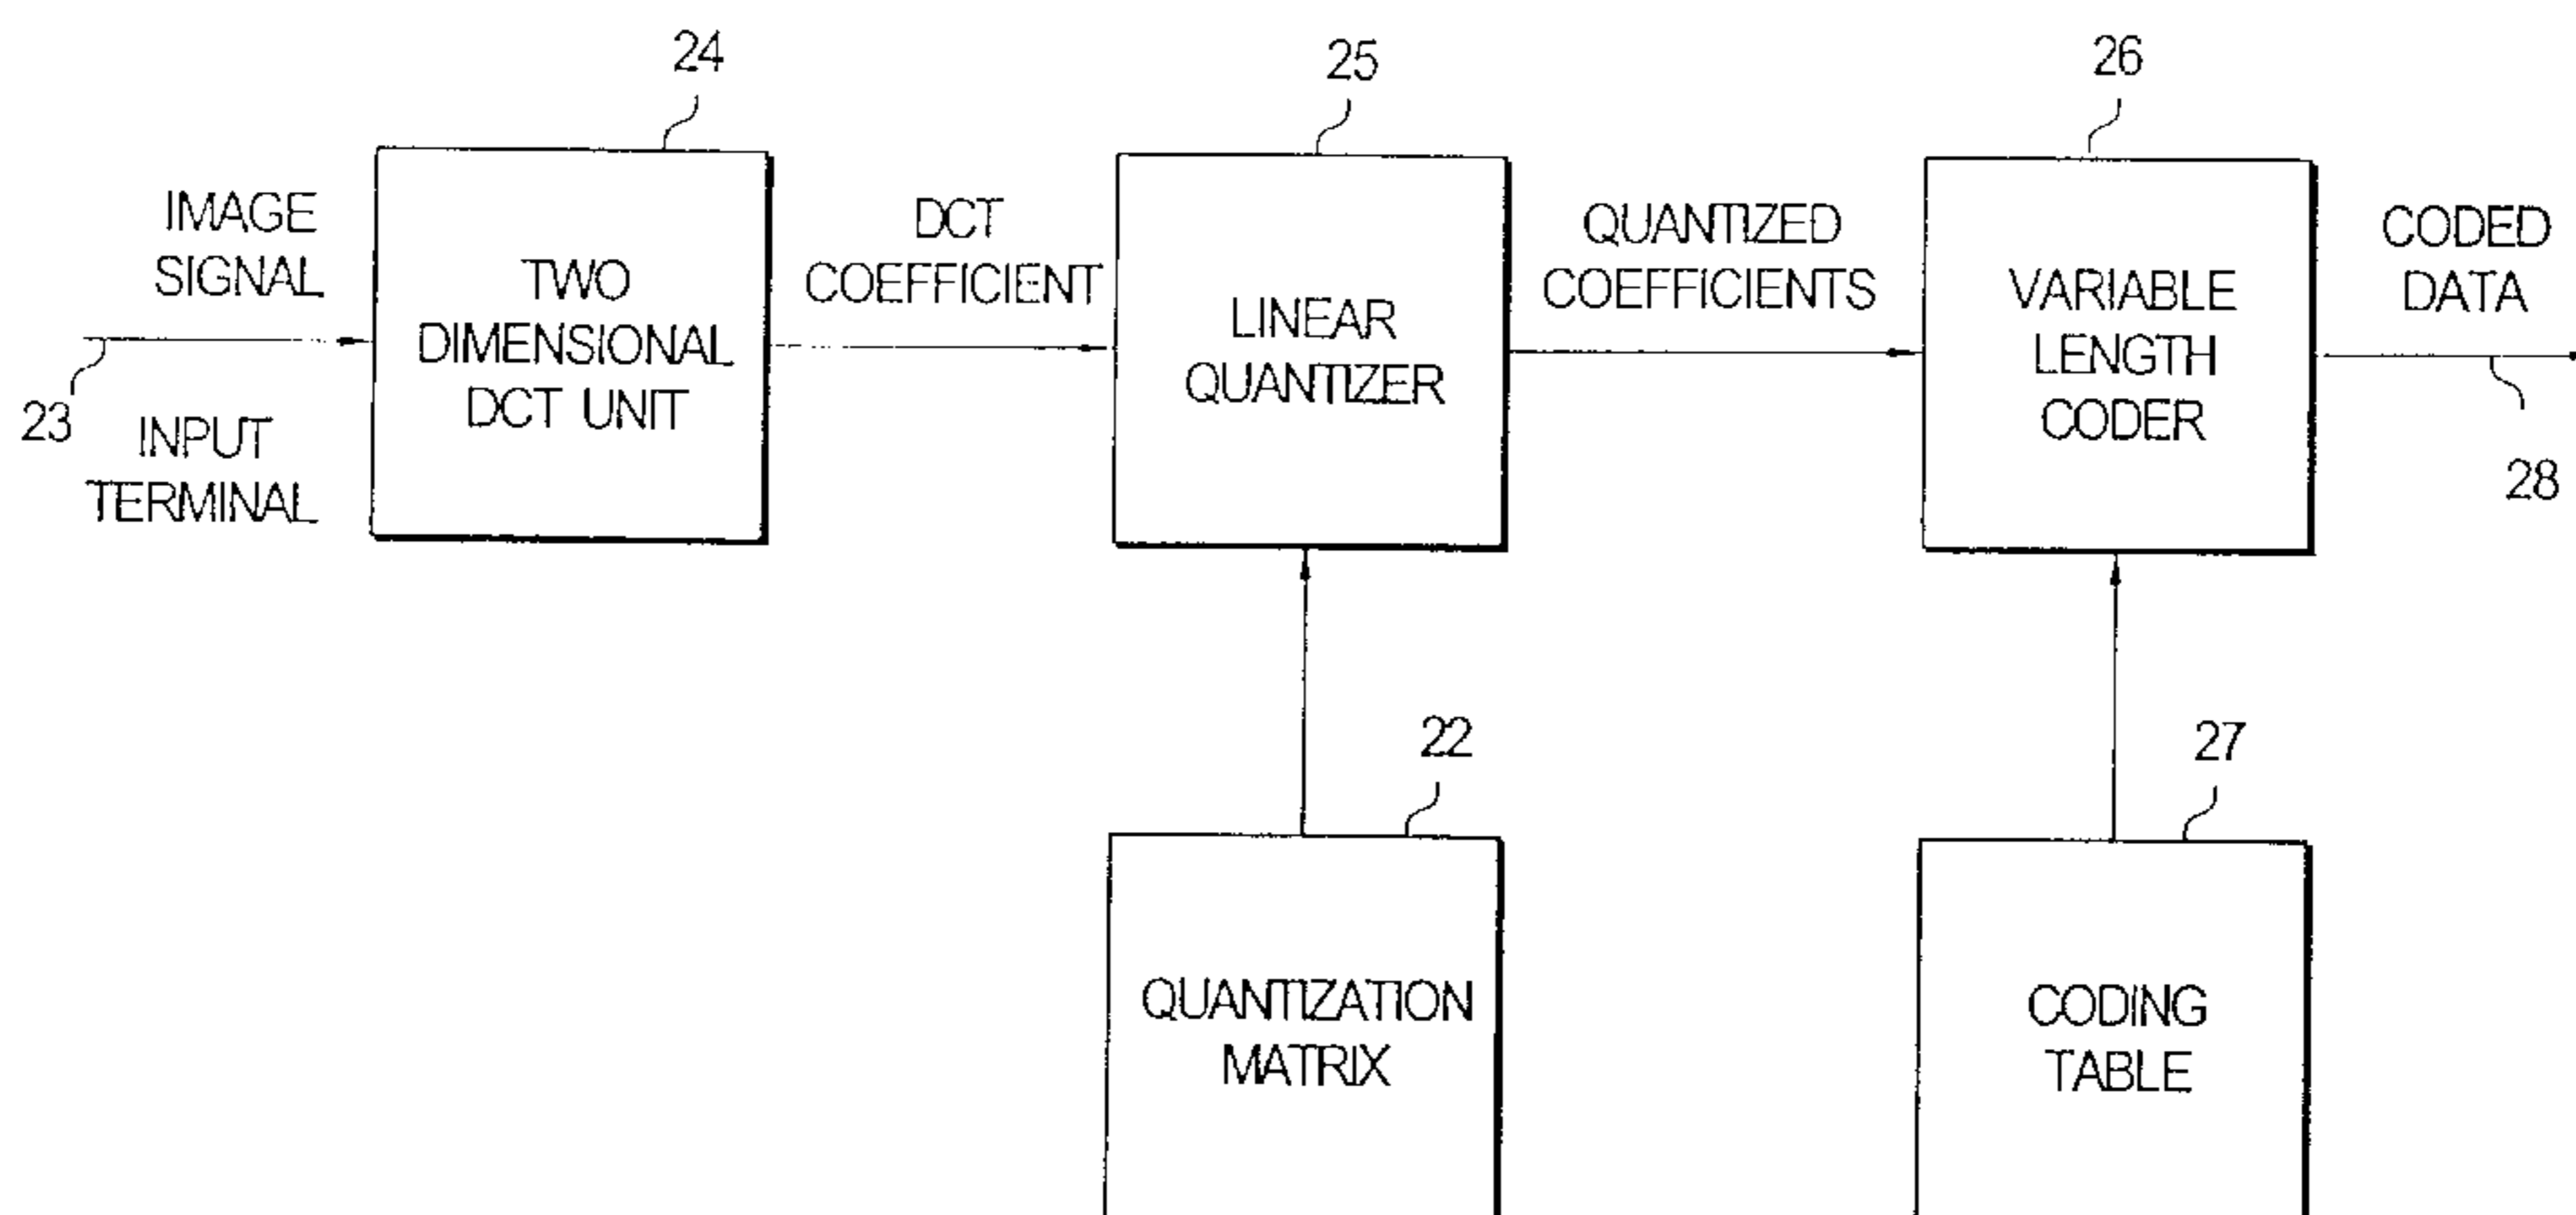 24
25
26
IMAGE
SIGNAL
23
INPUT
TERMINAL
TWO
DIMENSIONAL
DCT UNIT
DCT
COEFFICIENT
LINEAR
QUANTIZER
QUANTIZED
COEFFICIENTS
VARIABLE
LENGTH
CODER
CODED
DATA
28
22
27
QUANTIZATION
MATRIX
CODING
TABLE